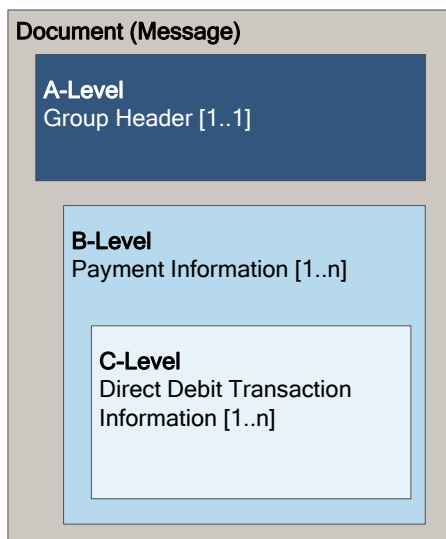 Document (Message)
A-Level
Group Header [1..1]
B-Level
Payment Information [1..n]
C-Level
Direct Debit Transaction
Information [1..n]